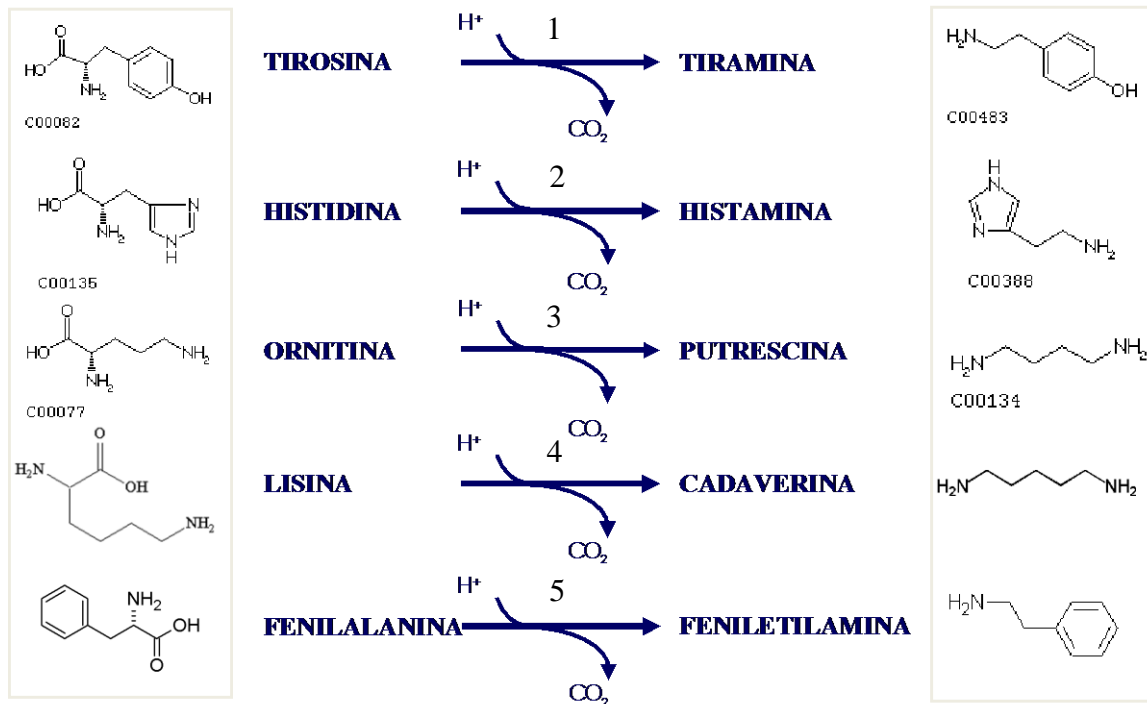 H⁺ 1
TIROSINA TIRAMINA
CO₂
O
HO
NH₂
OH
C00082
H₂N
OH
C00483
H⁺ 2
HISTIDINA HISTAMINA
CO₂
O
HO
NH₂
N
N
H
C00135
H
N
N
NH₂
C00388
H⁺ 3
ORNITINA PUTRESCINA
CO₂
O
HO
NH₂
NH₂
C00077
H₂N
NH₂
C00134
H⁺ 4
LISINA CADAVERINA
CO₂
O
H₂N
OH
NH₂
H₂N
NH₂
H⁺ 5
FENILALANINA FENILETILAMINA
CO₂
NH₂
OH
O
H₂N